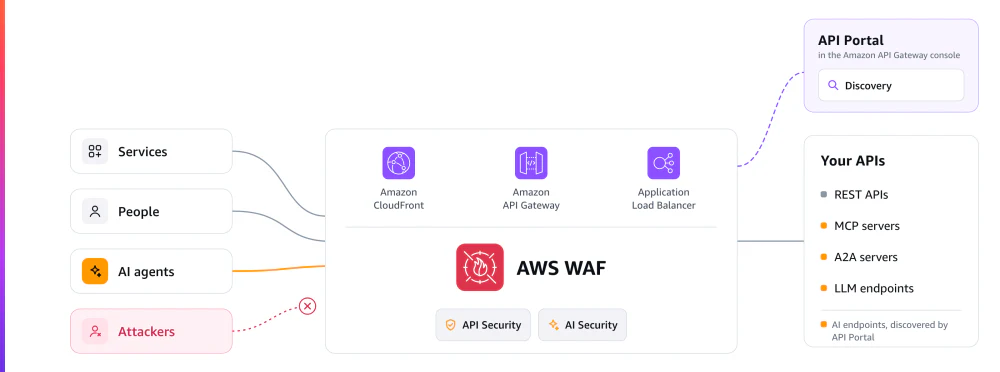 Services
People
AI agents
Attackers
Amazon
CloudFront
Amazon
API Gateway
Application
Load Balancer
AWS WAF
API Security
AI Security
API Portal
in the Amazon API Gateway console
Discovery
Your APIs
REST APIs
MCP servers
A2A servers
LLM endpoints
AI endpoints, discovered by
API Portal